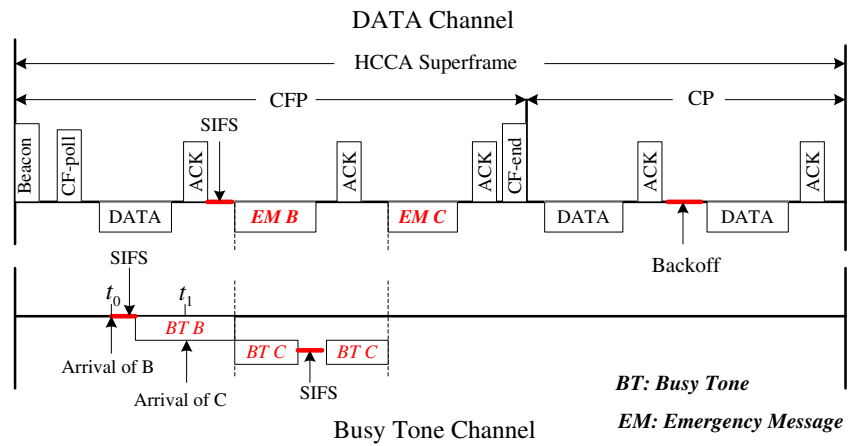 DATA Channel
HCCA Superframe
CFP
CP
SIFS
Beacon
CF-poll
ACK
ACK
ACK
CF-end
ACK
ACK
DATA
EM B
EM C
DATA
DATA
Backoff
SIFS
t0
t1
BT B
Arrival of B
BT C
BT C
Arrival of C
SIFS
BT: Busy Tone
EM: Emergency Message
Busy Tone Channel